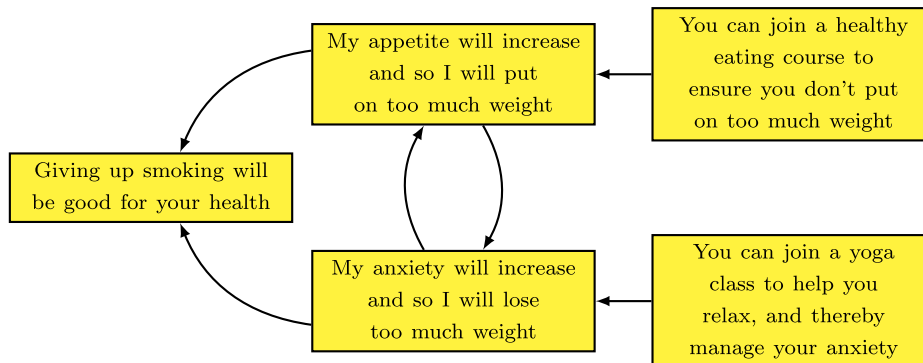 My appetite will increase
and so I will put
on too much weight
You can join a healthy
eating course to
ensure you don't put
on too much weight
Giving up smoking will
be good for your health
My anxiety will increase
and so I will lose
too much weight
You can join a yoga
class to help you
relax, and thereby
manage your anxiety